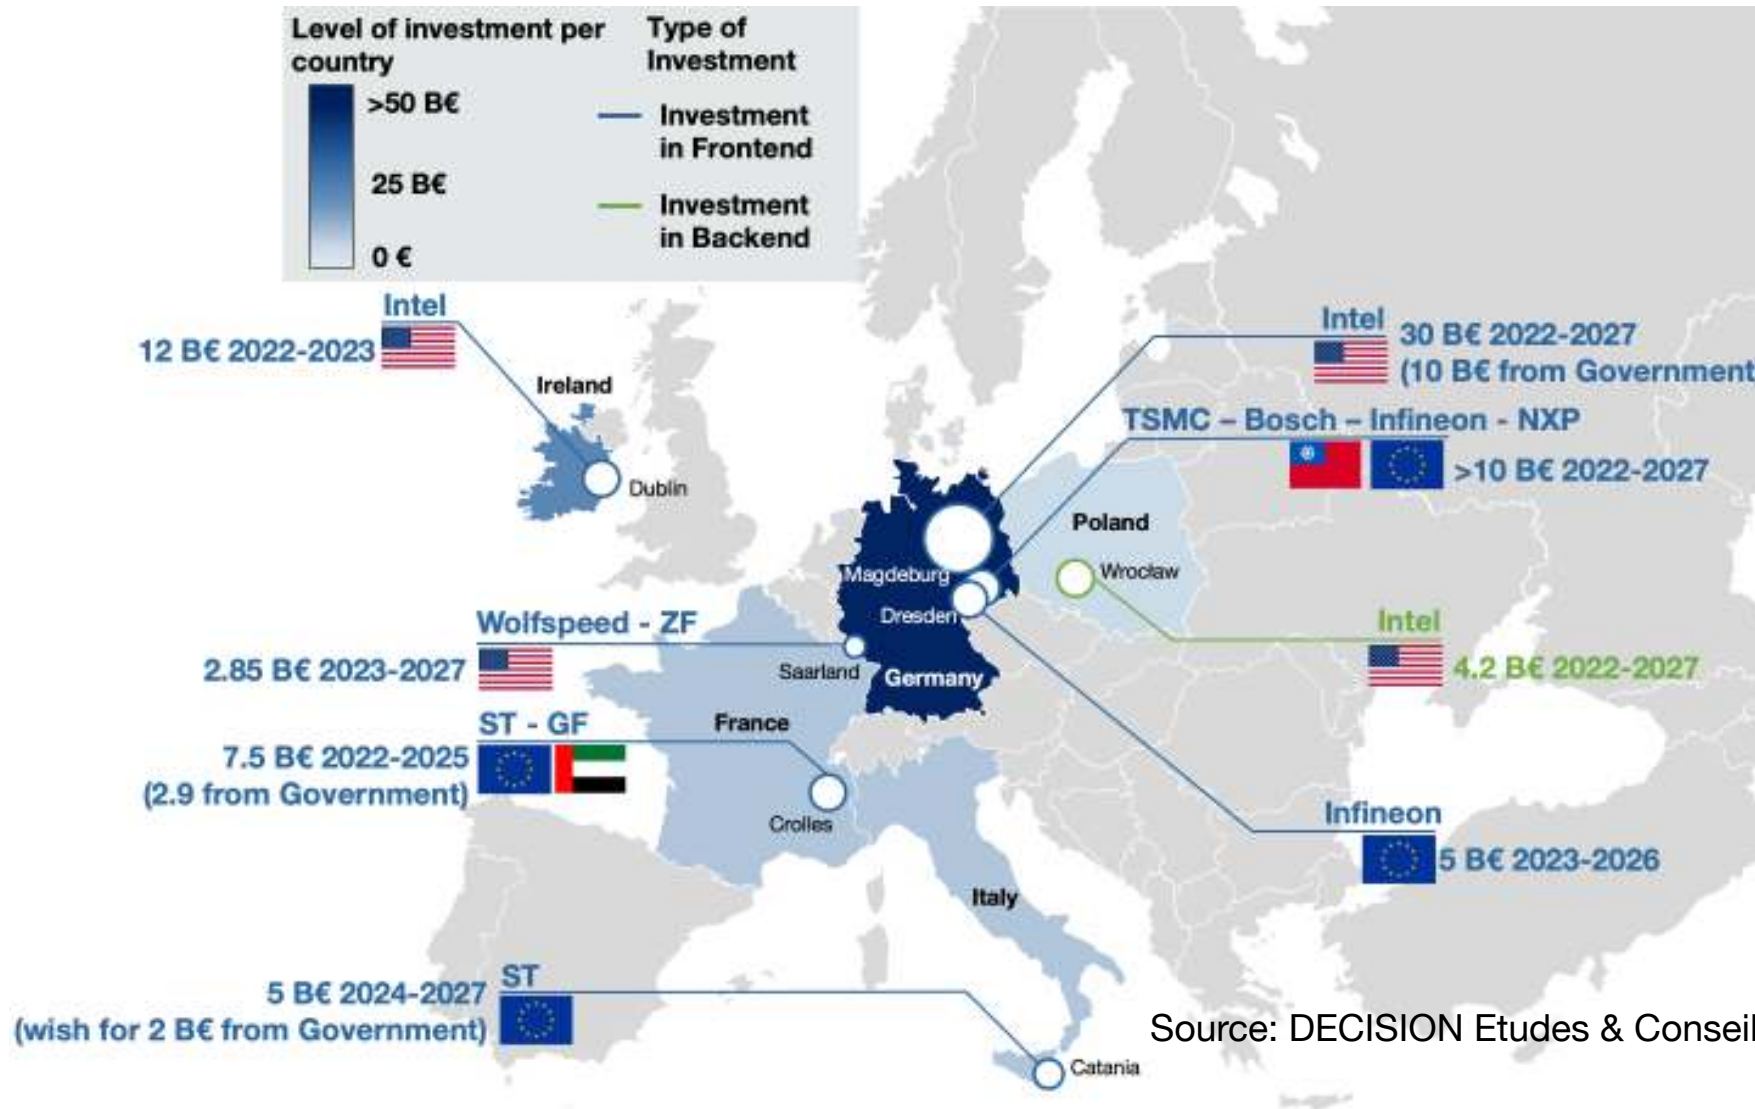 Level of investment per
country
>50 B€
25 B€
0 €
Type of
Investment
Investment
in Frontend
Investment
in Backend
Intel
12 B€ 2022-2023
Ireland
Dublin
Intel
30 B€ 2022-2027
(10 B€ from Government
TSMC – Bosch – Infineon - NXP
>10 B€ 2022-2027
Poland
Wrocław
Magdeburg
Dresden
Saarland
Germany
Wolfspeed - ZF
2.85 B€ 2023-2027
Intel
4.2 B€ 2022-2027
ST - GF
7.5 B€ 2022-2025
(2.9 from Government)
France
Crolles
Infineon
5 B€ 2023-2026
Italy
ST
5 B€ 2024-2027
(wish for 2 B€ from Government)
Catania
Source: DECISION Etudes & Conseil